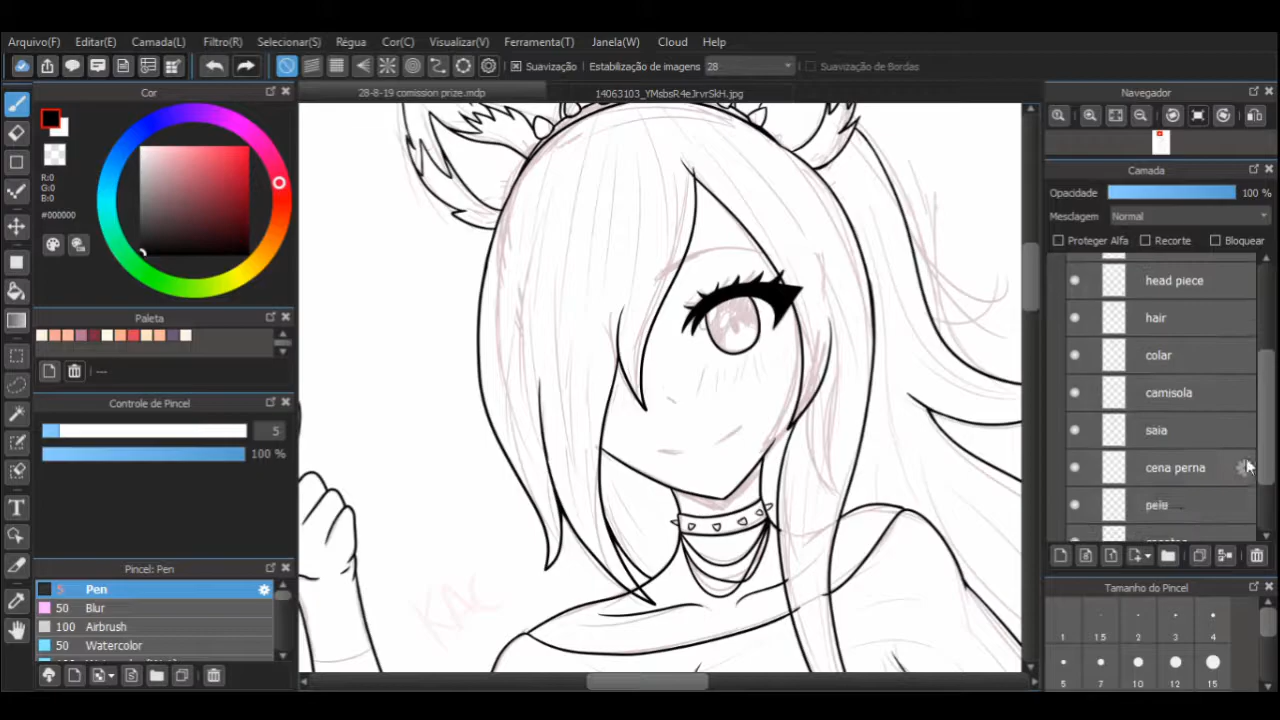 Arquivo(F) Editar(E) Camada(L) Filtro(R) Selecionar(S) Régua Cor(C) Visualizar(V) Ferramenta(T) Janela(W) Cloud Help
Suavização Estabilização de imagens 28 Suavização de Bordas
Cor
28-8-19 comission prize.mdp
14063103_YMsbsR4eJrvrSkH.jpg
Navegador
R:0
G:0
B:0
#000000
Paleta
---
Controle de Pincel
5
100 %
Pincel: Pen
5 Pen
50 Blur
100 Airbrush
50 Watercolor
KAC
Camada
Opacidade 100 %
Mesclagem Normal
Proteger Alfa Recorte Bloquear
head piece
hair
colar
camisola
saia
cena perna
pele
Tamanho do Pincel
1 1.5 2 3 4
5 7 10 12 15